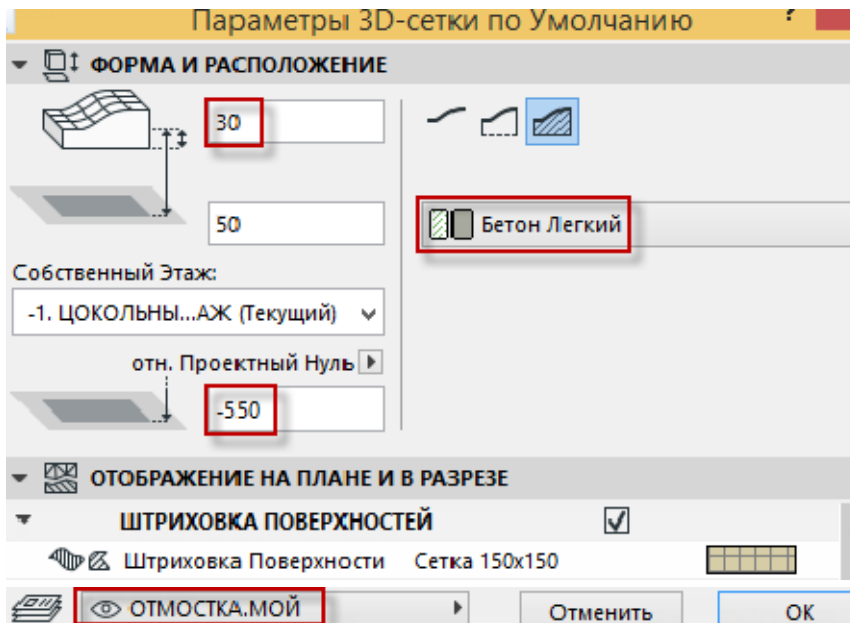 Параметры 3D-сетки по Умолчанию ?
ФОРМА И РАСПОЛОЖЕНИЕ
30
50
Бетон Легкий
Собственный Этаж:
-1. ЦОКОЛЬНЫ...АЖ (Текущий)
отн. Проектный Нуль
-550
ОТОБРАЖЕНИЕ НА ПЛАНЕ И В РАЗРЕЗЕ
ШТРИХОВКА ПОВЕРХНОСТЕЙ
Штриховка Поверхности Сетка 150x150
ОТМОСТКА.МОЙ Отменить ОК